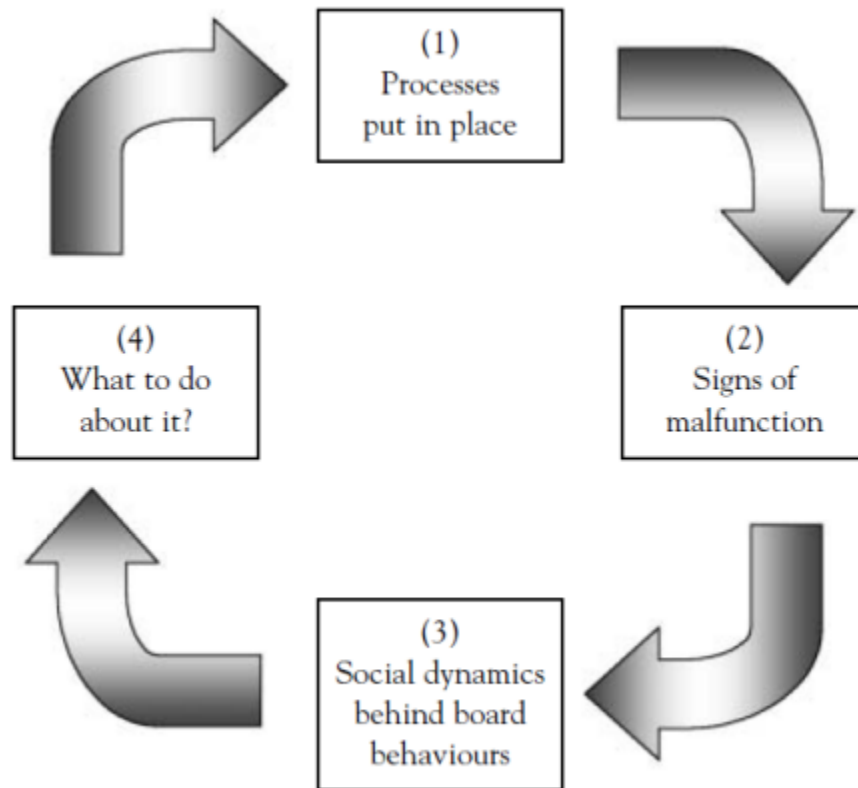 (1)
Processes
put in place
(4)
What to do
about it?
(2)
Signs of
malfunction
(3)
Social dynamics
behind board
behaviours